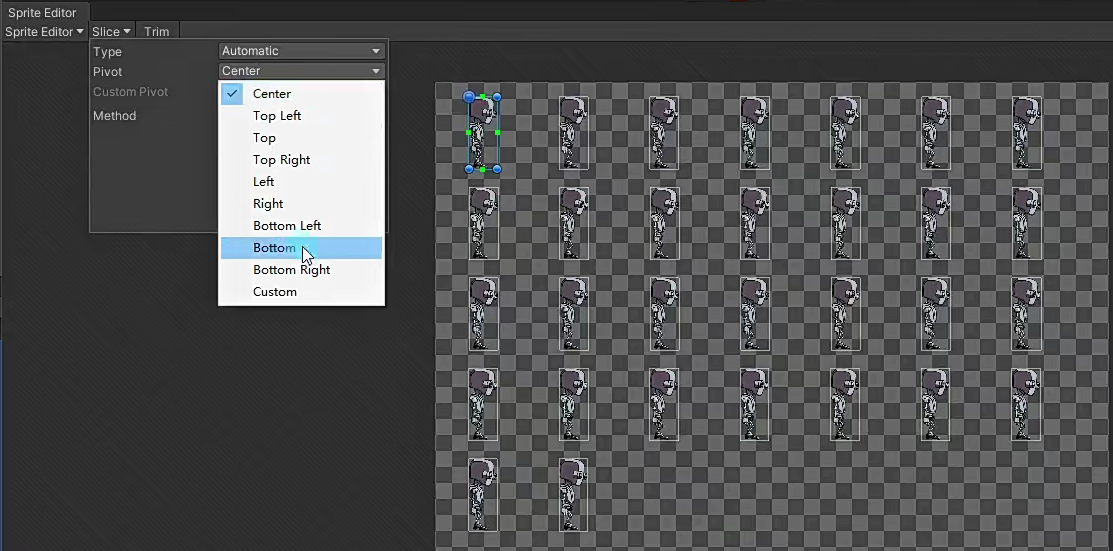 Sprite Editor
Sprite Editor Slice Trim
Type Automatic
Pivot Center
Custom Pivot
Method
Center
Top Left
Top
Top Right
Left
Right
Bottom Left
Bottom
Bottom Right
Custom